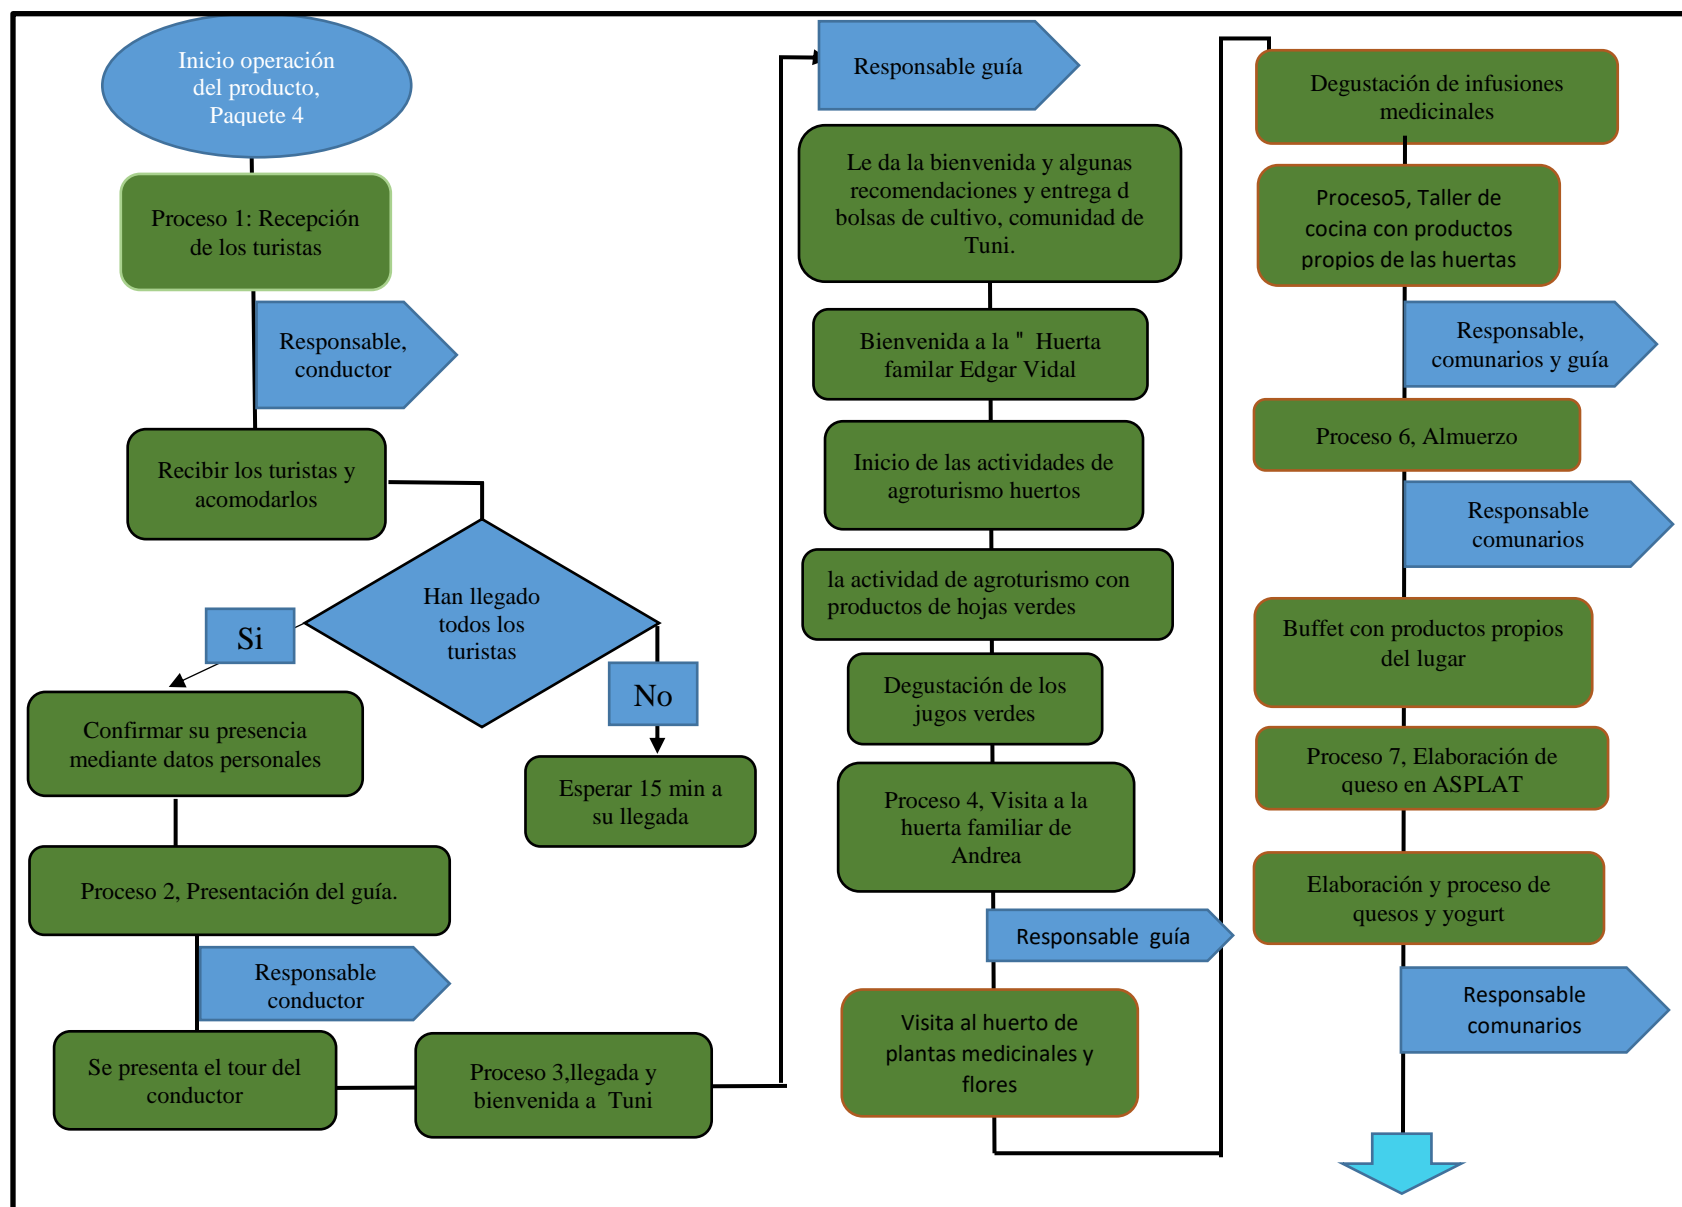 Inicio operación
del producto,
Paquete 4
Proceso 1: Recepción
de los turistas
Responsable,
conductor
Recibir los turistas y
acomodarlos
Han llegado
todos los
turistas
Si
No
Confirmar su presencia
mediante datos personales
Esperar 15 min a
su llegada
Proceso 2, Presentación del guía.
Responsable
conductor
Se presenta el tour del
conductor
Proceso 3,llegada y
bienvenida a Tuni
Responsable guía
Le da la bienvenida y algunas
recomendaciones y entrega d
bolsas de cultivo, comunidad de
Tuni.
Bienvenida a la " Huerta
familar Edgar Vidal
Inicio de las actividades de
agroturismo huertos
la actividad de agroturismo con
productos de hojas verdes
Degustación de los
jugos verdes
Proceso 4, Visita a la
huerta familiar de
Andrea
Responsable guía
Visita al huerto de
plantas medicinales y
flores
Degustación de infusiones
medicinales
Proceso5, Taller de
cocina con productos
propios de las huertas
Responsable,
comunarios y guía
Proceso 6, Almuerzo
Responsable
comunarios
Buffet con productos propios
del lugar
Proceso 7, Elaboración de
queso en ASPLAT
Elaboración y proceso de
quesos y yogurt
Responsable
comunarios